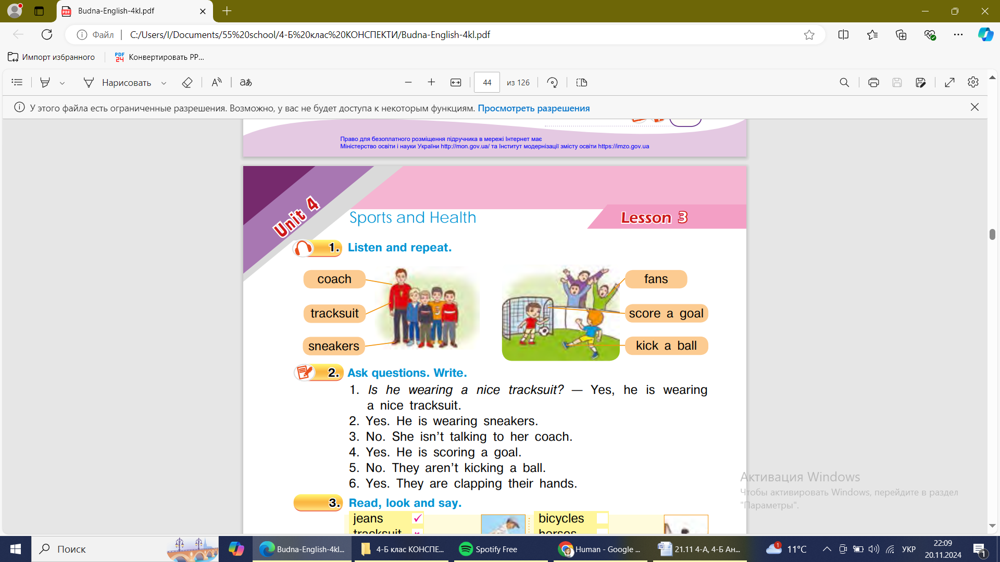 Budna-English-4kl.pdf
Файл
C:/Users/I/Documents/55%20school/4-Б%20клас%20КОНСПЕКТИ/Budna-English-4kl.pdf
Импорт избранного
PDF 24
Конвертировать PP...
Нарисовать
44
из 126
У этого файла есть ограниченные разрешения. Возможно, у вас не будет доступа к некоторым функциям. Просмотреть разрешения
Право для безоплатного розміщення підручника в мережі Інтернет має
Міністерство освіти і науки України http://mon.gov.ua/ та Інститут модернізації змісту освіти https://imzo.gov.ua
Unit 4
Sports and Health
Lesson 3
1. Listen and repeat.
coach
fans
tracksuit
score a goal
sneakers
kick a ball
2. Ask questions. Write.
1. Is he wearing a nice tracksuit? — Yes, he is wearing
a nice tracksuit.
2. Yes. He is wearing sneakers.
3. No. She isn't talking to her coach.
4. Yes. He is scoring a goal.
5. No. They aren't kicking a ball.
6. Yes. They are clapping their hands.
3. Read, look and say.
jeans
bicycles
tracksuit
horses
Активация Windows
Чтобы активировать Windows, перейдите в раздел
"Параметры".
Поиск
Budna-English-4kl...
4-Б клас КОНСПЕ...
Spotify Free
Human - Google ...
21.11 4-А, 4-Б Ан...
1
11°C
УКР
22:09
20.11.2024
1